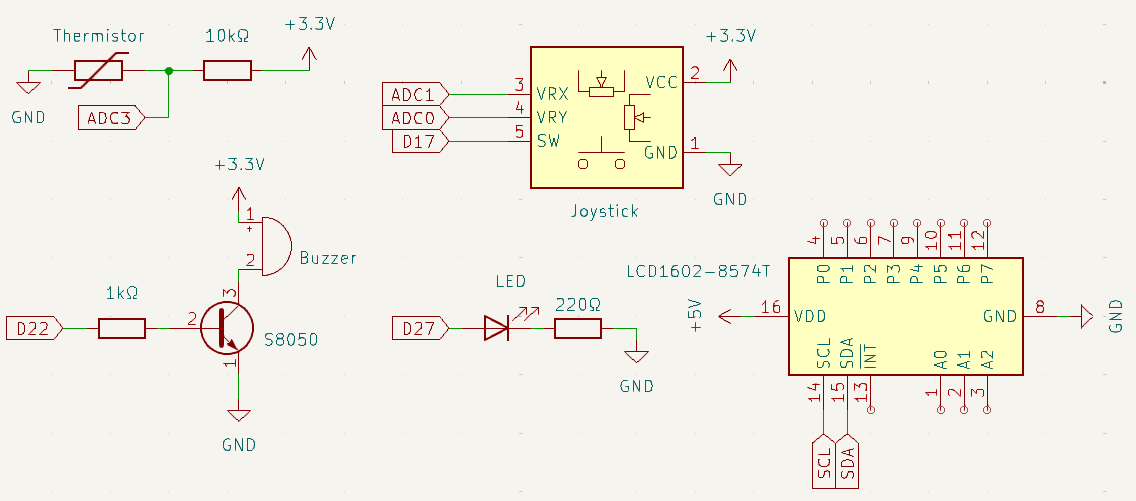 Thermistor
10kΩ
+3.3V
GND
ADC3
+3.3V
ADC1
ADC0
D17
3
4
5
VRX
VRY
SW
VCC
GND
2
1
GND
Joystick
+3.3V
1
+
2
Buzzer
D22
1kΩ
2
3
1
S8050
GND
D27
LED
220Ω
GND
LCD1602-8574T
4
5
6
7
9
10
11
12
P0
P1
P2
P3
P4
P5
P6
P7
+5V
16
VDD
GND
8
GND
SCL
SDA
INT
A0
A1
A2
14
15
13
1
2
3
SCL
SDA